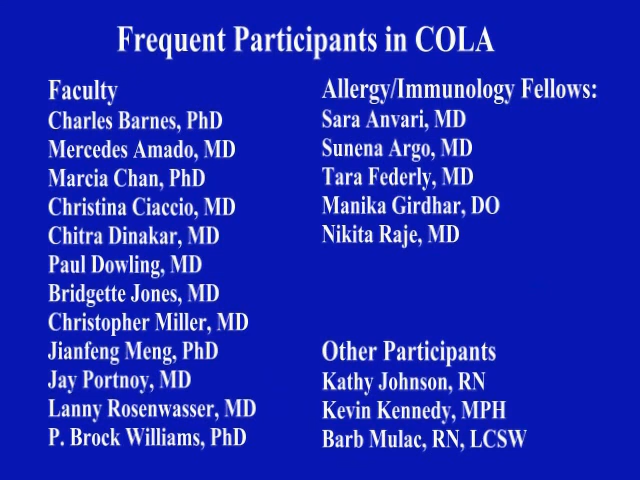 Frequent Participants in COLA
Faculty
Charles Barnes, PhD
Mercedes Amado, MD
Marcia Chan, PhD
Christina Ciaccio, MD
Chitra Dinakar, MD
Paul Dowling, MD
Bridgette Jones, MD
Christopher Miller, MD
Jianfeng Meng, PhD
Jay Portnoy, MD
Lanny Rosenwasser, MD
P. Brock Williams, PhD
Allergy/Immunology Fellows:
Sara Anvari, MD
Sunena Argo, MD
Tara Federly, MD
Manika Girdhar, DO
Nikita Raje, MD
Other Participants
Kathy Johnson, RN
Kevin Kennedy, MPH
Barb Mulac, RN, LCSW